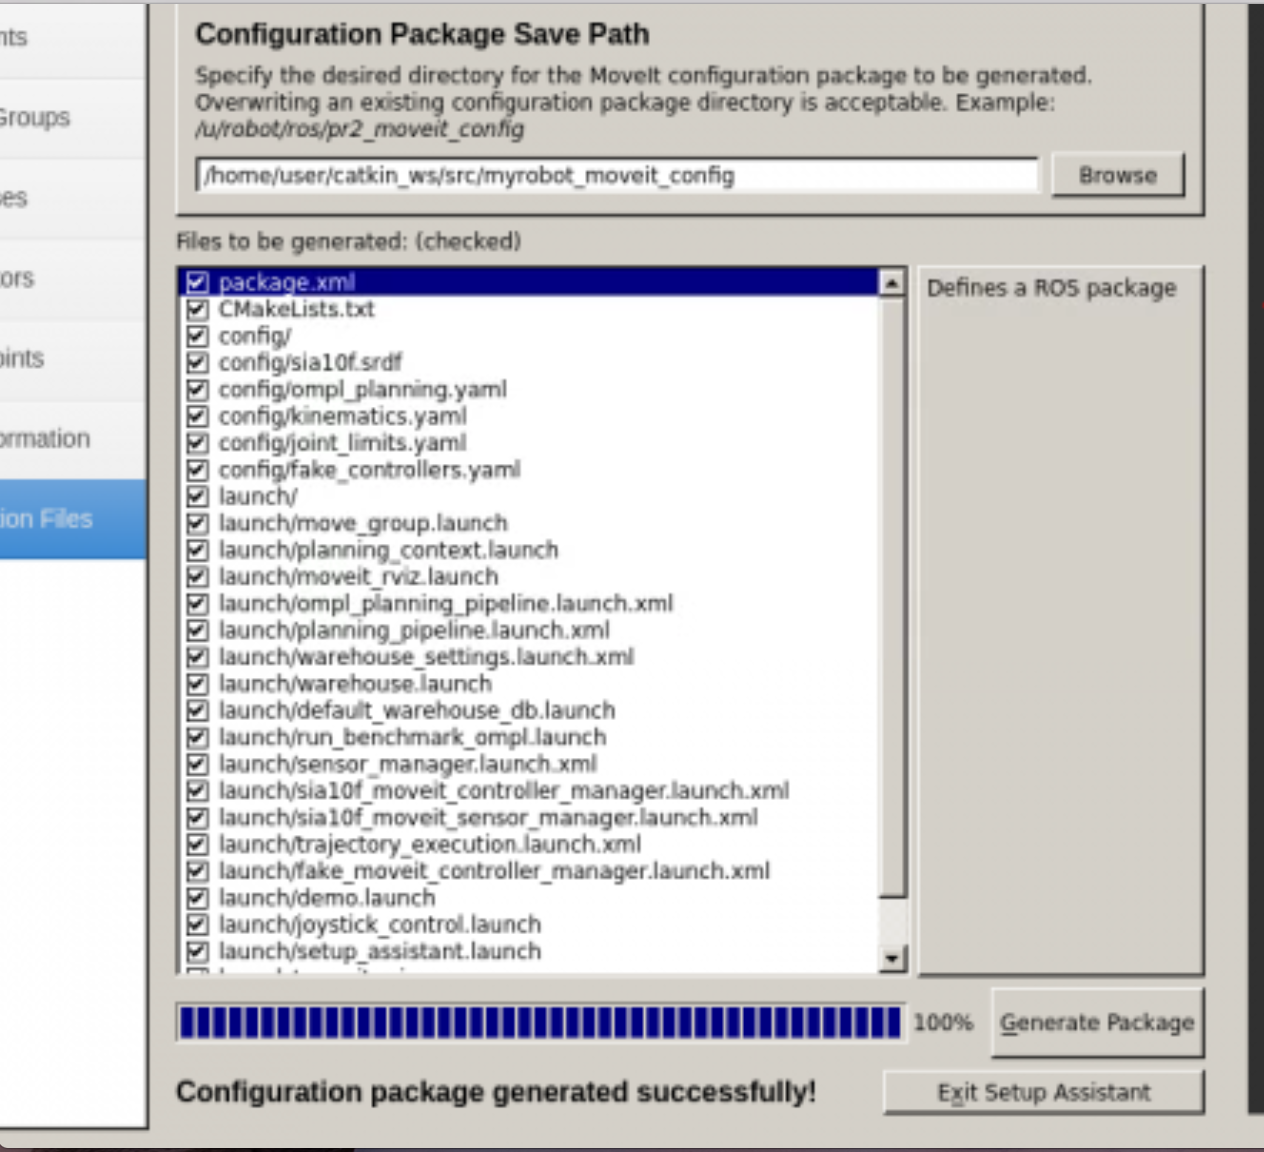 Configuration Package Save Path
Specify the desired directory for the MoveIt configuration package to be generated.
Overwriting an existing configuration package directory is acceptable. Example:
/u/robot/ros/pr2_moveit_config
/home/user/catkin_ws/src/myrobot_moveit_config
Browse
Groups
ormation
ion Files
Files to be generated: (checked)
package.xml
CMakeLists.txt
config/
config/sia10f.srdf
config/ompl_planning.yaml
config/kinematics.yaml
config/joint_limits.yaml
config/fake_controllers.yaml
launch/
launch/move_group.launch
launch/planning_context.launch
launch/moveit_rviz.launch
launch/ompl_planning_pipeline.launch.xml
launch/planning_pipeline.launch.xml
launch/warehouse_settings.launch.xml
launch/warehouse.launch
launch/default_warehouse_db.launch
launch/run_benchmark_ompl.launch
launch/sensor_manager.launch.xml
launch/sia10f_moveit_controller_manager.launch.xml
launch/sia10f_moveit_sensor_manager.launch.xml
launch/trajectory_execution.launch.xml
launch/fake_moveit_controller_manager.launch.xml
launch/demo.launch
launch/joystick_control.launch
launch/setup_assistant.launch
Defines a ROS package
100%
Generate Package
Configuration package generated successfully!
Exit Setup Assistant